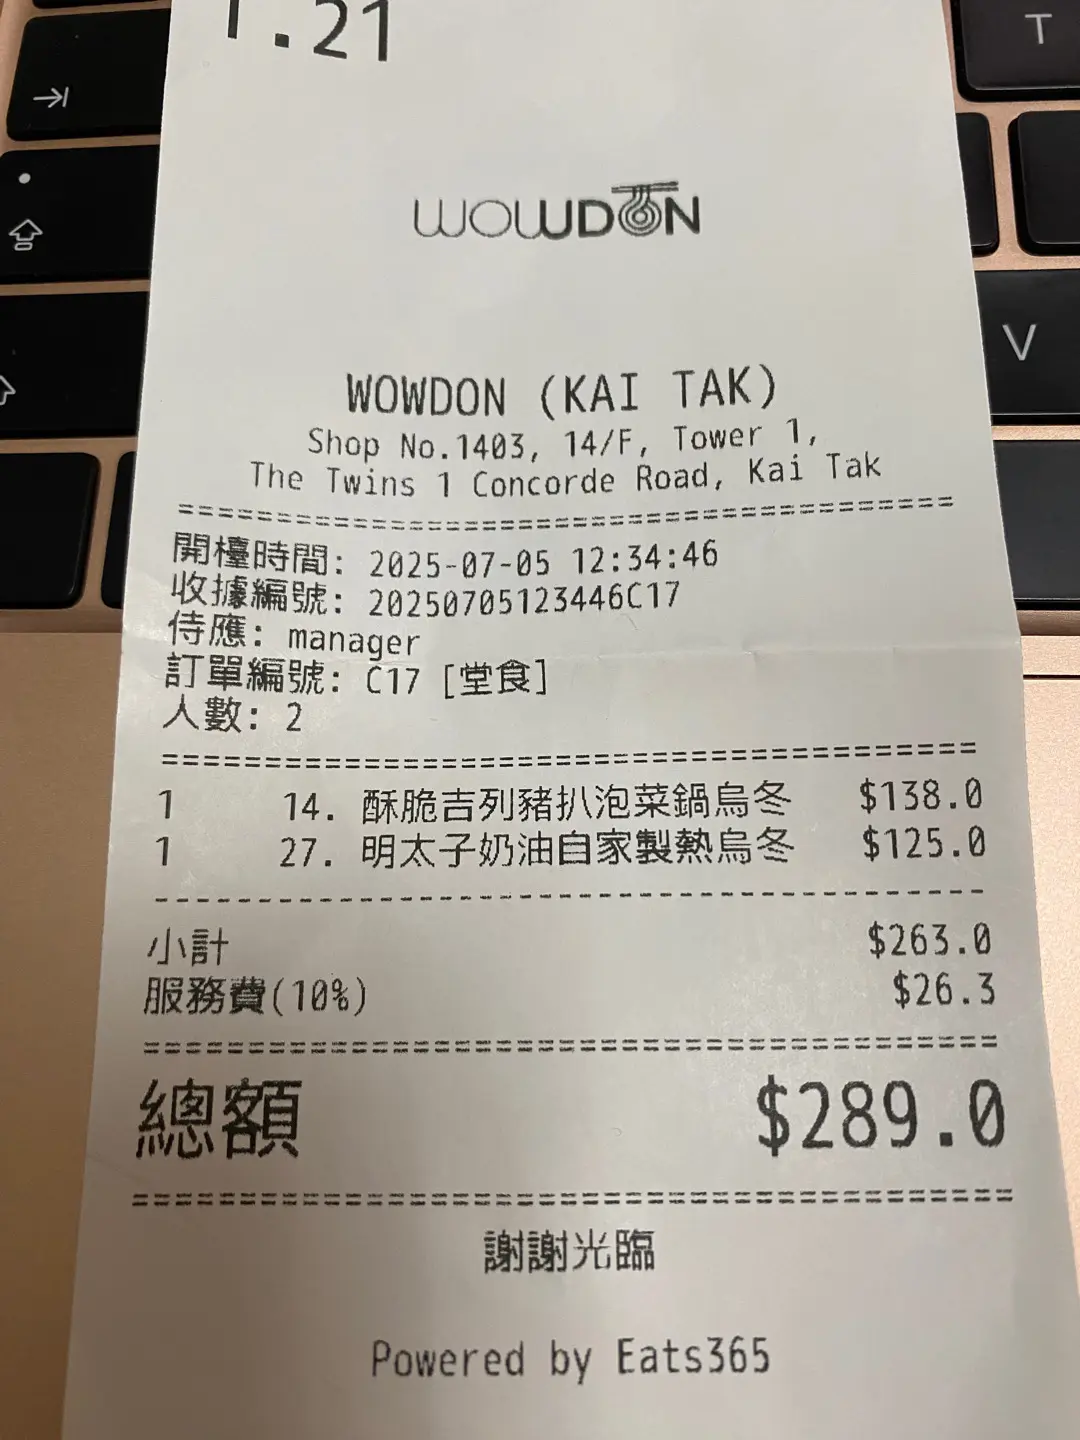 1.21
WOWDON
WOWDON (KAI TAK)
Shop No.1403, 14/F, Tower 1,
The Twins 1 Concorde Road, Kai Tak
開檯時間: 2025-07-05 12:34:46
收據編號: 20250705123446C17
侍應: manager
訂單編號: C17 [堂食]
人數: 2
1 14. 酥脆吉列豬扒泡菜鍋烏冬 $138.0
1 27. 明太子奶油自家製熱烏冬 $125.0
小計 $263.0
服務費(10%) $26.3
總額 $289.0
謝謝光臨
Powered by Eats365
T
V